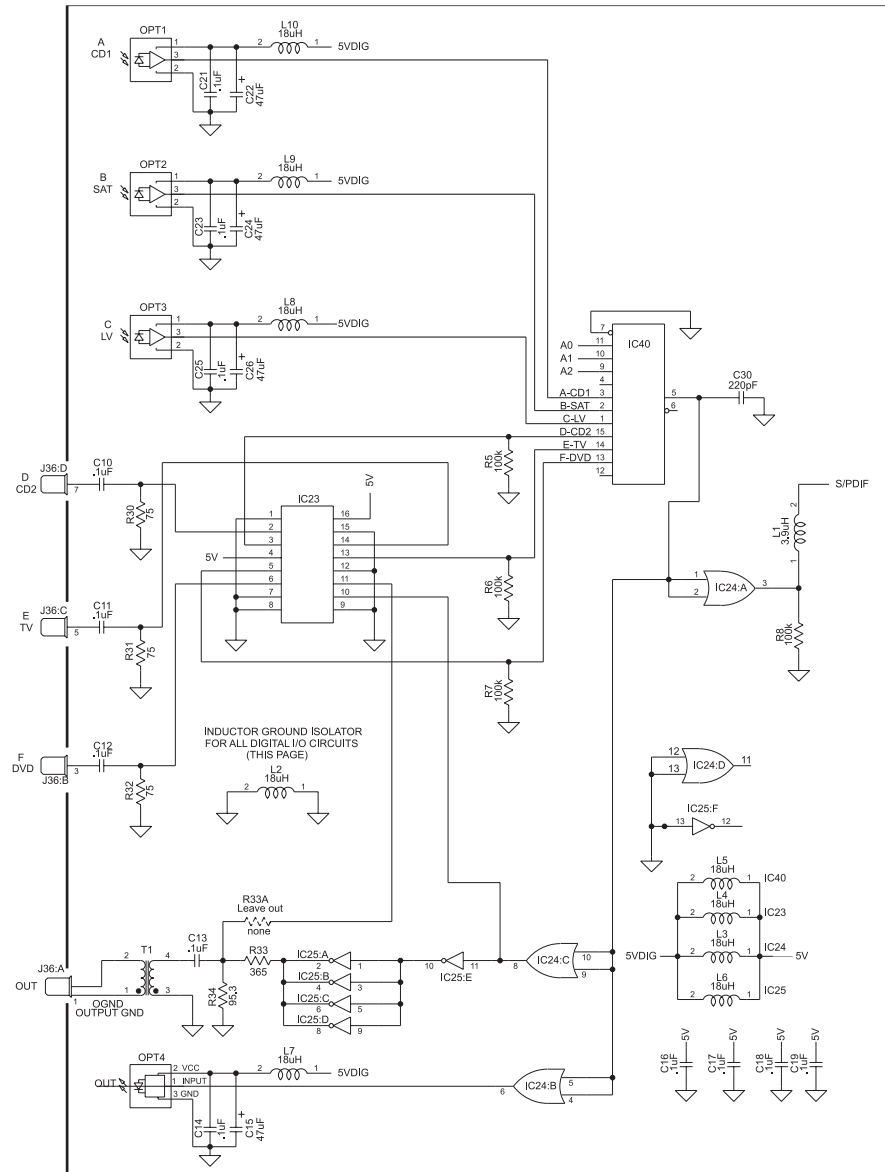 A
CD1
OPT1
1
3
2
C21
.1uF
+
C22
47uF
L10
18uH
2
1
5VDIG
B
SAT
OPT2
1
3
2
C23
.1uF
+
C24
47uF
L9
18uH
2
1
5VDIG
C
LV
OPT3
1
3
2
C25
.1uF
+
C26
47uF
L8
18uH
2
1
5VDIG
IC40
7
A0 11
A1 10
A2 9
4
A-CD1 3
B-SAT 2
C-LV 1
D-CD2 15
E-TV 14
F-DVD 13
12
5
6
C30
220pF
D
CD2
J36:D
7
C10
.1uF
R30
75
R5
100k
IC23
1
2
3
4
5
6
7
8
16
15
14
13
12
11
10
9
5V
5V
S/PDIF
2
L1
3.9uH
1
R6
100k
1
2
IC24:A
3
R8
100k
E
TV
J36:C
5
C11
.1uF
R31
75
R7
100k
F
DVD
J36:B
3
C12
.1uF
R32
75
INDUCTOR GROUND ISOLATOR
FOR ALL DIGITAL I/O CIRCUITS
(THIS PAGE)
L2
18uH
2
1
12
13
IC24:D
11
IC25:F
13
12
L5
18uH
2
1
IC40
L4
18uH
2
1
IC23
L3
18uH
2
1
IC24
L6
18uH
2
1
IC25
5VDIG
5V
R33A
Leave out
none
J36:A
OUT
1
OGND
OUTPUT GND
2
1
T1
4
3
C13
.1uF
R33
365
R34
95.3
IC25:A
2
1
IC25:B
4
3
IC25:C
6
5
IC25:D
8
9
10
11
IC25:E
8
IC24:C
10
9
OPT4
OUT
2 VCC
1 INPUT
3 GND
C14
.1uF
+
C15
47uF
L7
18uH
2
1
5VDIG
6
IC24:B
5
4
5V
C16
.1uF
5V
C17
.1uF
5V
C18
.1uF
5V
C19
.1uF